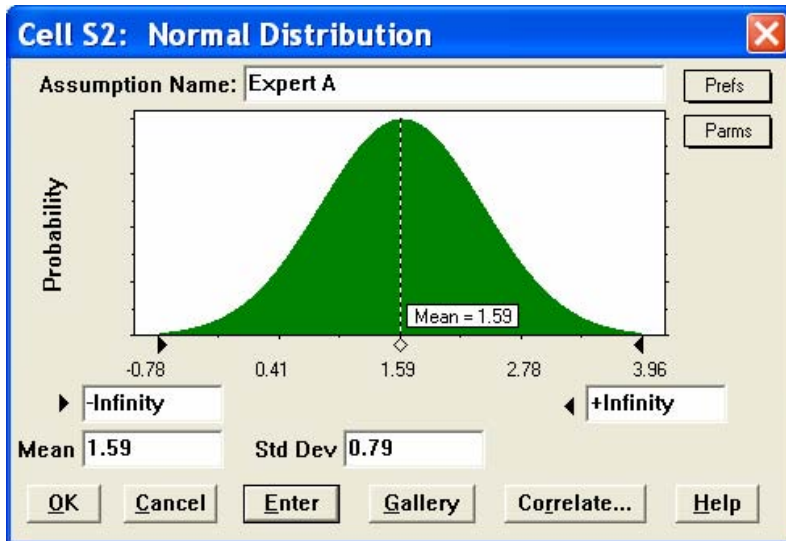 Cell S2: Normal Distribution
Assumption Name: Expert A
Prefs
Parms
Probability
Mean = 1.59
-0.78 0.41 1.59 2.78 3.96
-Infinity +Infinity
Mean 1.59 Std Dev 0.79
OK Cancel Enter Gallery Correlate... Help